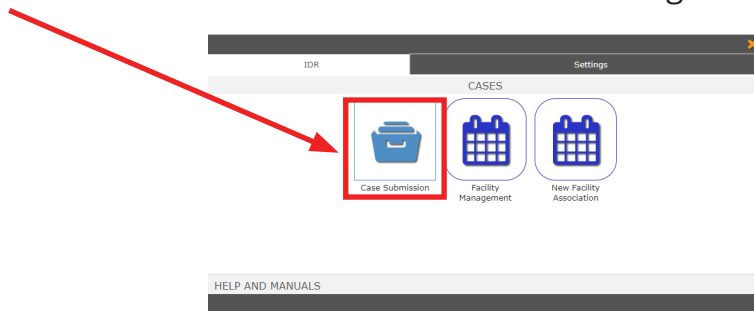 IDR Settings
CASES
Case Submission Facility New Facility
Management Association
HELP AND MANUALS